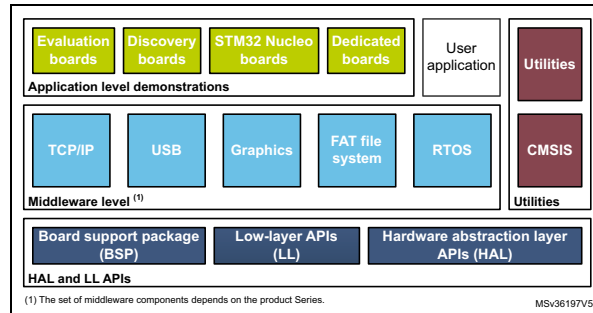 Evaluation
boards
Discovery
boards
STM32 Nucleo
boards
Dedicated
boards
Application level demonstrations
User
application
Utilities
TCP/IP
USB
Graphics
FAT file
system
RTOS
Middleware level (1)
CMSIS
Utilities
Board support package
(BSP)
Low-layer APIs
(LL)
Hardware abstraction layer
APIs (HAL)
HAL and LL APIs
(1) The set of middleware components depends on the product Series.
MSv36197V5